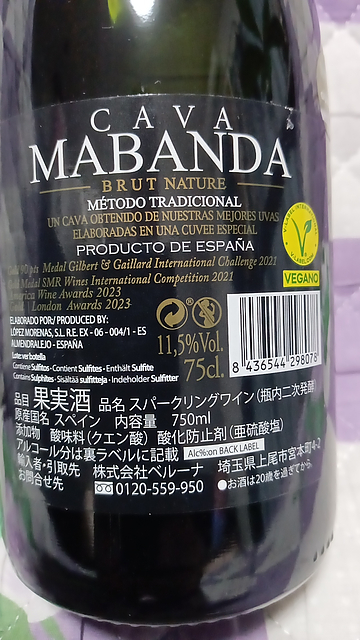 CAVA
MABANDA
BRUT NATURE
MÉTODO TRADICIONAL
UN CAVA OBTENIDO DE NUESTRAS MEJORES UVAS
ELABORADAS EN UNA CUVEE ESPECIAL
PRODUCTO DE ESPAÑA
90 pts Medal Gilbert & Gaillard International Challenge 2021
Medal SMR Wines International Competition 2021
Wine Awards 2023
London Awards 2023
VEGANO
ELABORADO POR/ PRODUCED BY:
LÓPEZ MORENAS, S.L. R.E. EX - 06 - 004/1 - ES
ALMENDRALEJO - ESPAÑA
Lote: ver botella
Contiene Sulfitos - Contient Sulfites - Enthält Sulfite
Contains Sulphites - Sisältää sulfiitteja - Indeholder Sulfitter
11,5%Vol.
75cl.
8 436544 298078
品目 果実酒 品名 スパークリングワイン(瓶内二次発酵)
原産国名 スペイン 内容量 750ml
添加物 酸味料(クエン酸) 酸化防止剤(亜硫酸塩)
アルコール分は裏ラベルに記載 Alc%:on BACK LABEL
輸入者・引取先 株式会社ベルーナ 埼玉県上尾市宮本町4-2
お問合せ先 0120-559-950 ●お酒は20歳を過ぎてから。